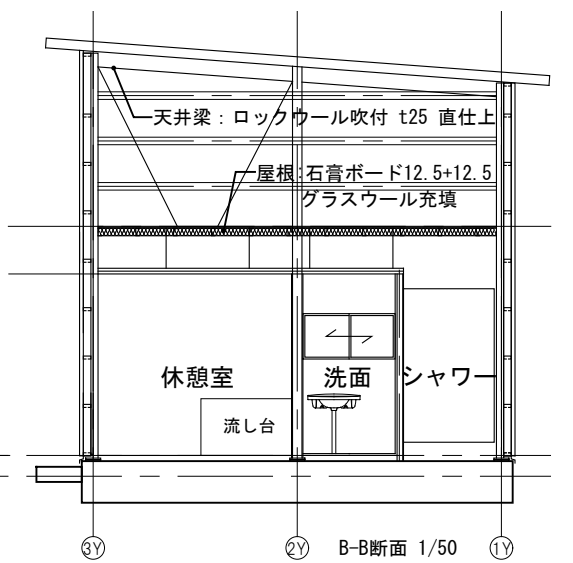 天井梁：ロックウール吹付 t25 直仕上
屋根:石膏ボード12.5+12.5
グラスウール充填
休憩室
洗面
シャワー
流し台
3Y
2Y
B-B断面 1/50
1Y